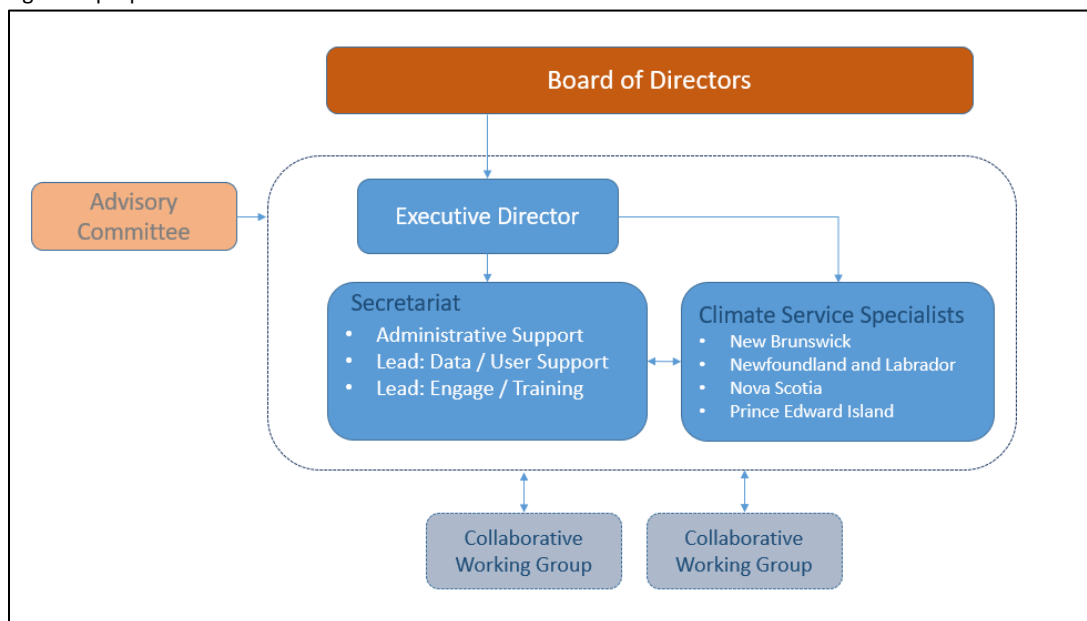 Board of Directors
Advisory
Committee
Executive Director
Secretariat
• Administrative Support
• Lead: Data / User Support
• Lead: Engage / Training
Climate Service Specialists
• New Brunswick
• Newfoundland and Labrador
• Nova Scotia
• Prince Edward Island
Collaborative
Working Group
Collaborative
Working Group